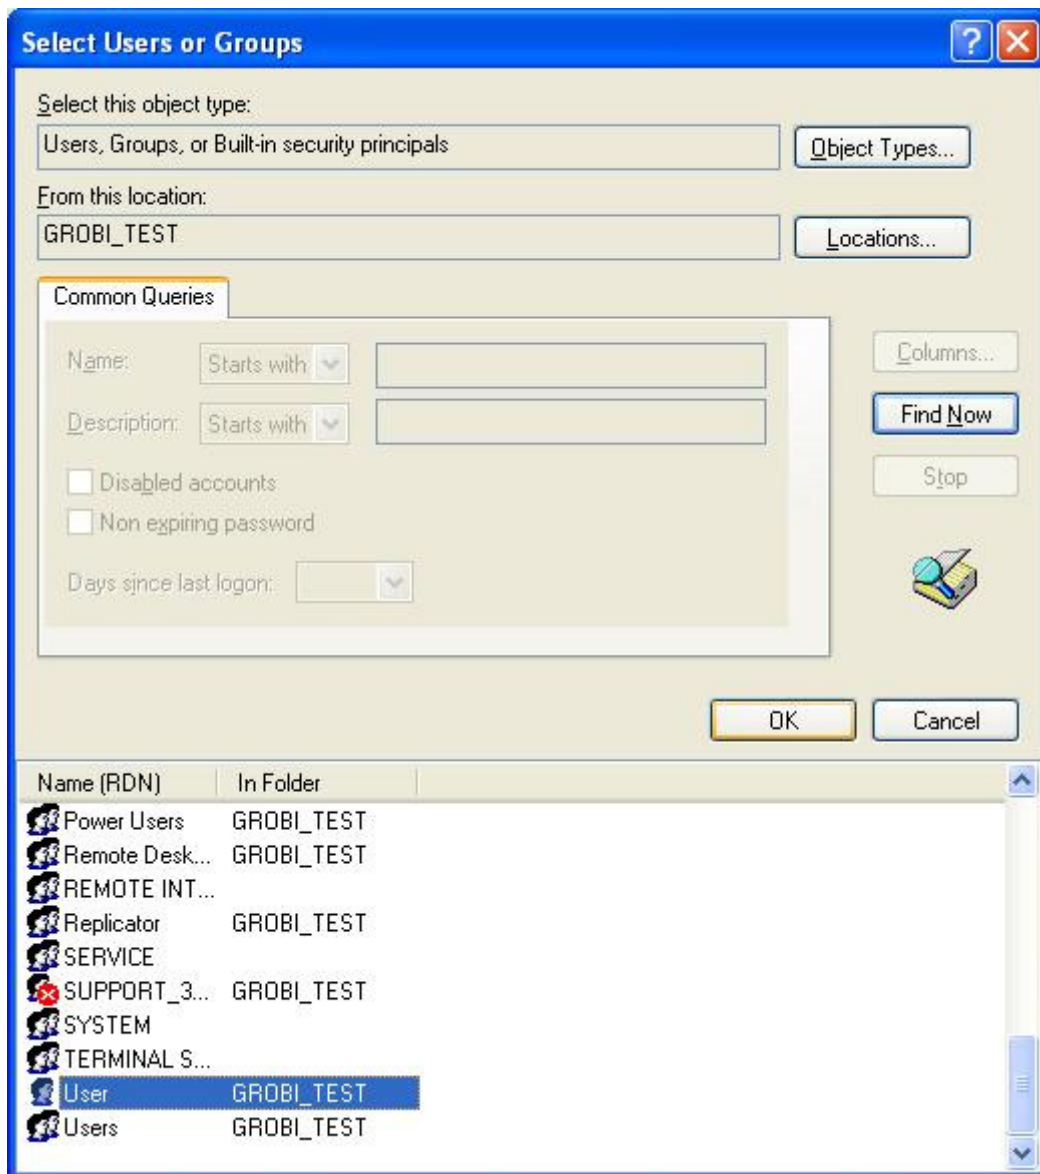 Select Users or Groups
Select this object type:
Users, Groups, or Built-in security principals
Object Types...
From this location:
GROBI_TEST
Locations...
Common Queries
Name: Starts with
Columns...
Description: Starts with
Find Now
Disabled accounts
Stop
Non expiring password
Days since last logon:
OK Cancel
Name (RDN) In Folder
Power Users GROBI_TEST
Remote Desk... GROBI_TEST
REMOTE INT...
Replicator GROBI_TEST
SERVICE
SUPPORT_3... GROBI_TEST
SYSTEM
TERMINAL S...
User GROBI_TEST
Users GROBI_TEST